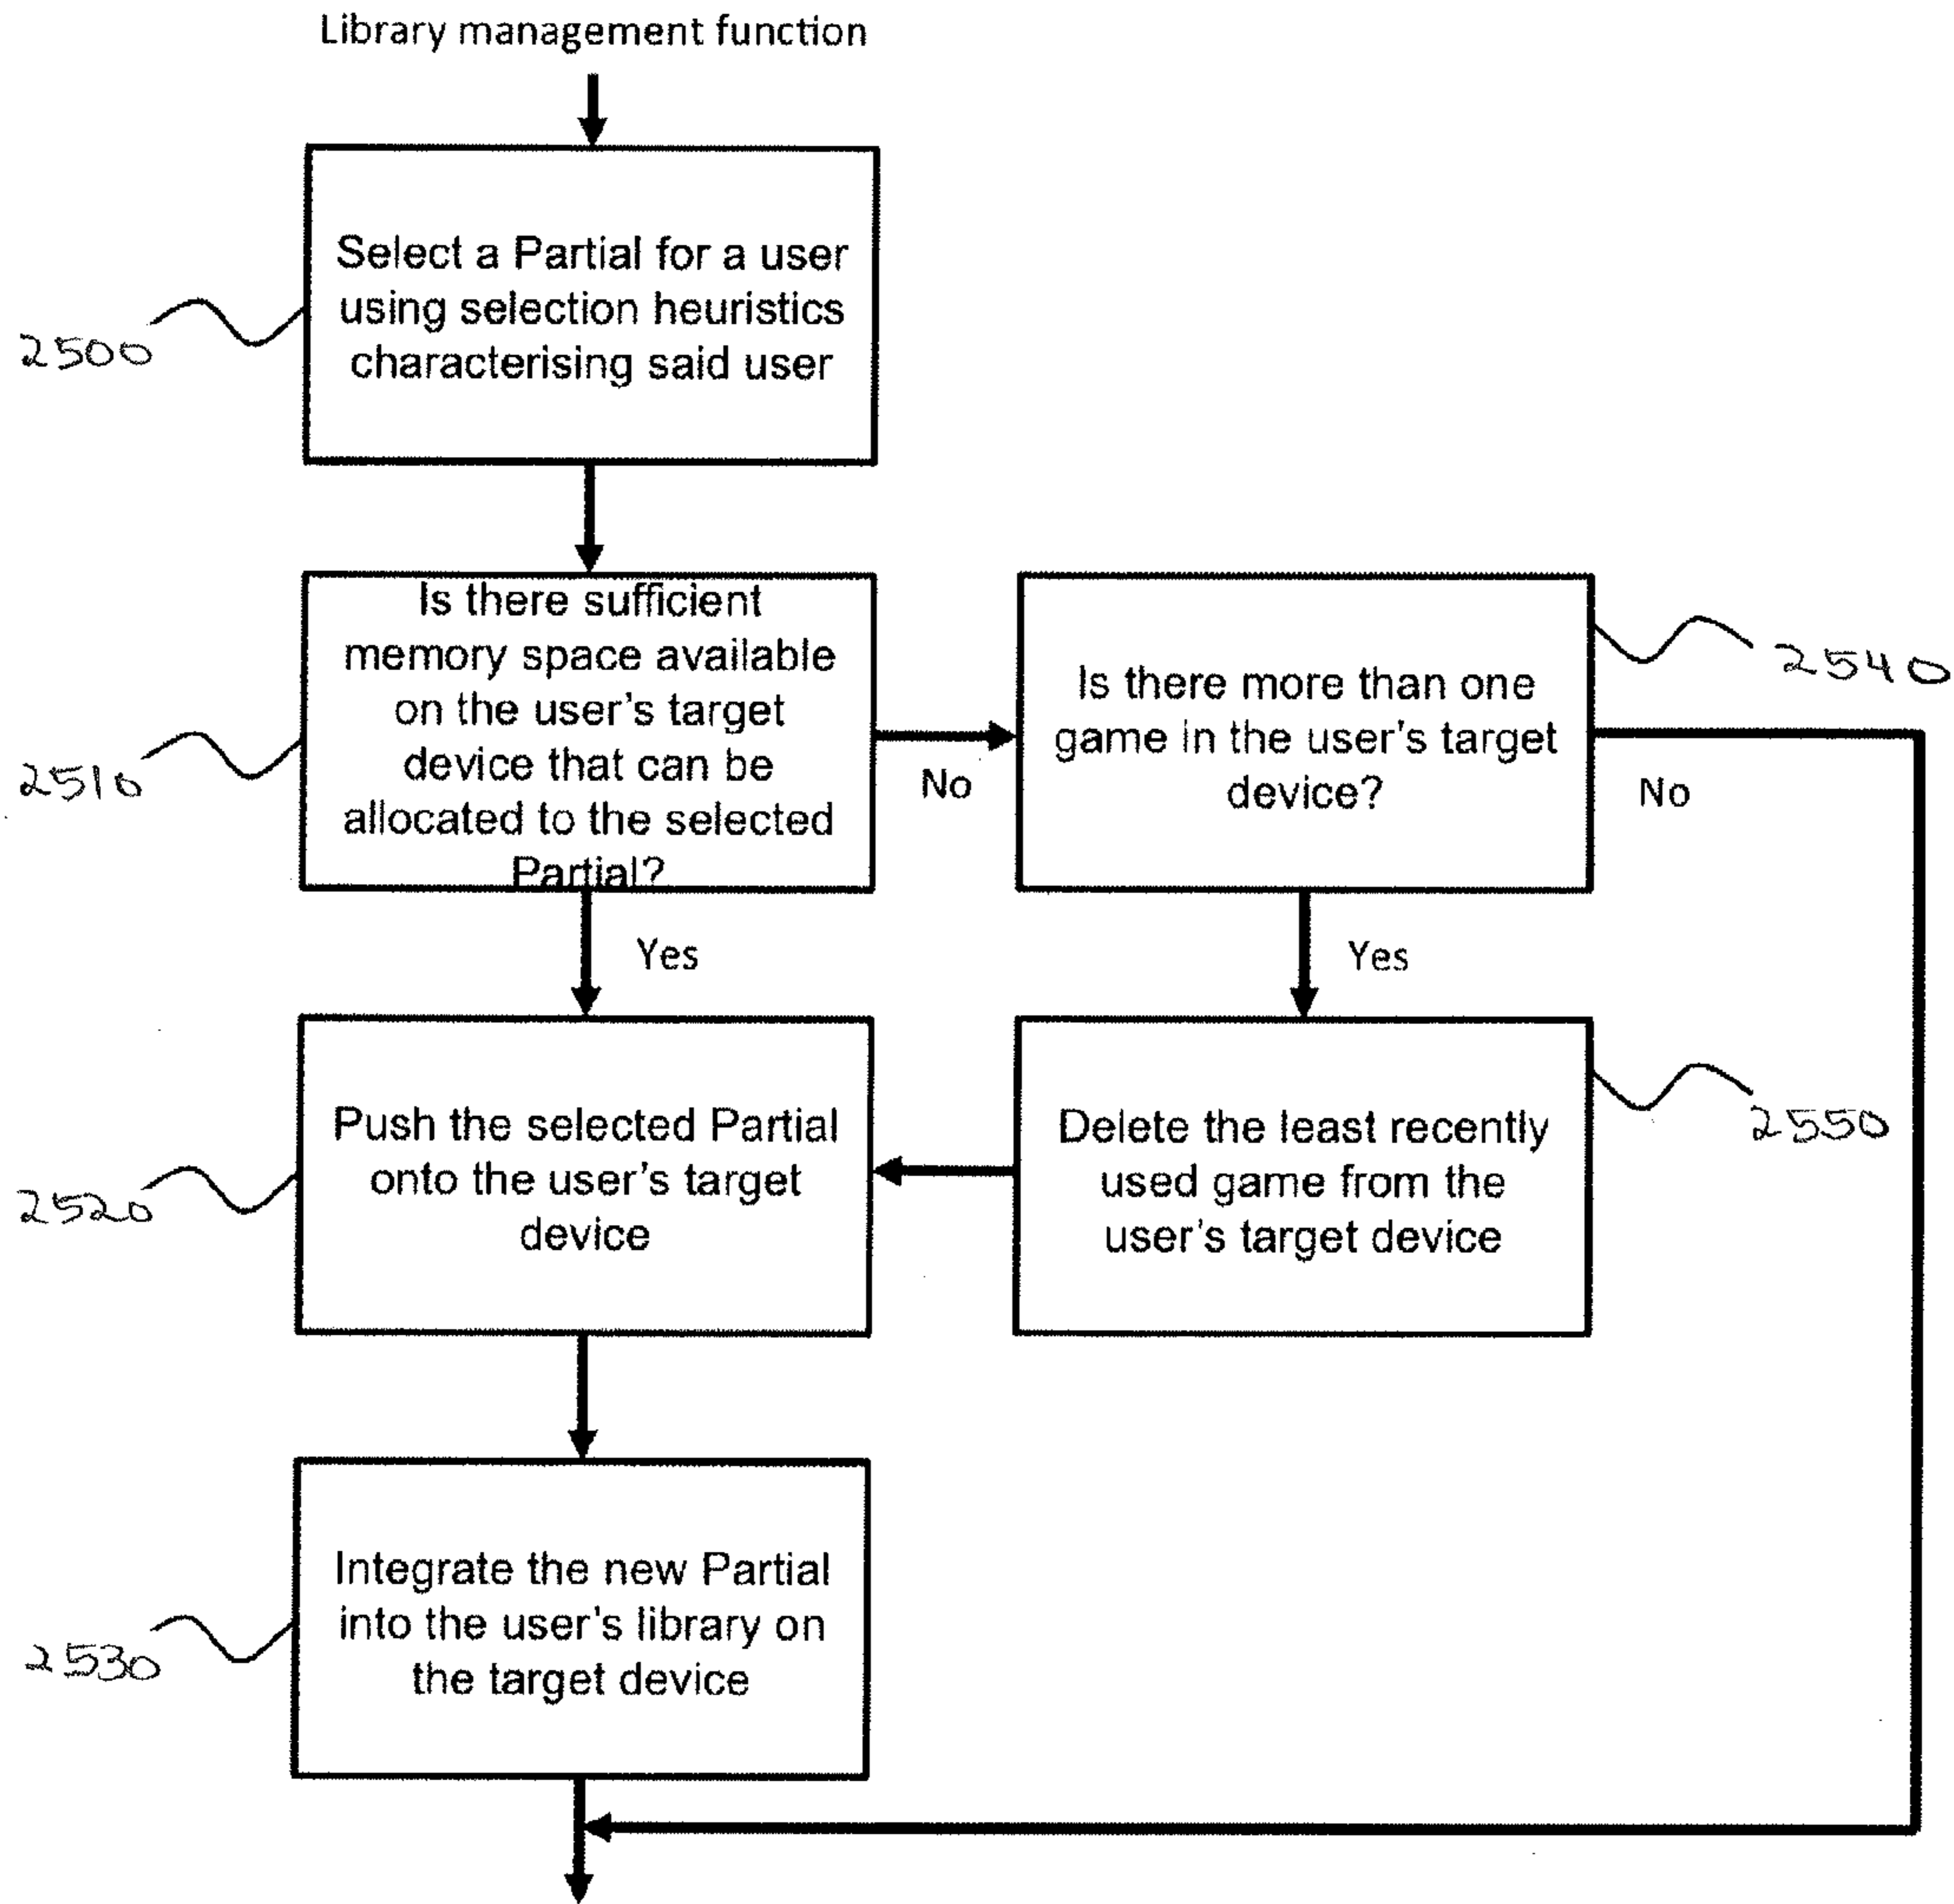 Library management function
Select a Partial for a user
using selection heuristics
characterising said user
2500
Is there sufficient
memory space available
on the user's target
device that can be
allocated to the selected
Partial?
2510
No
Is there more than one
game in the user's target
device?
2540
No
Yes
Yes
Push the selected Partial
onto the user's target
device
2520
Delete the least recently
used game from the
user's target device
2550
Integrate the new Partial
into the user's library on
the target device
2530